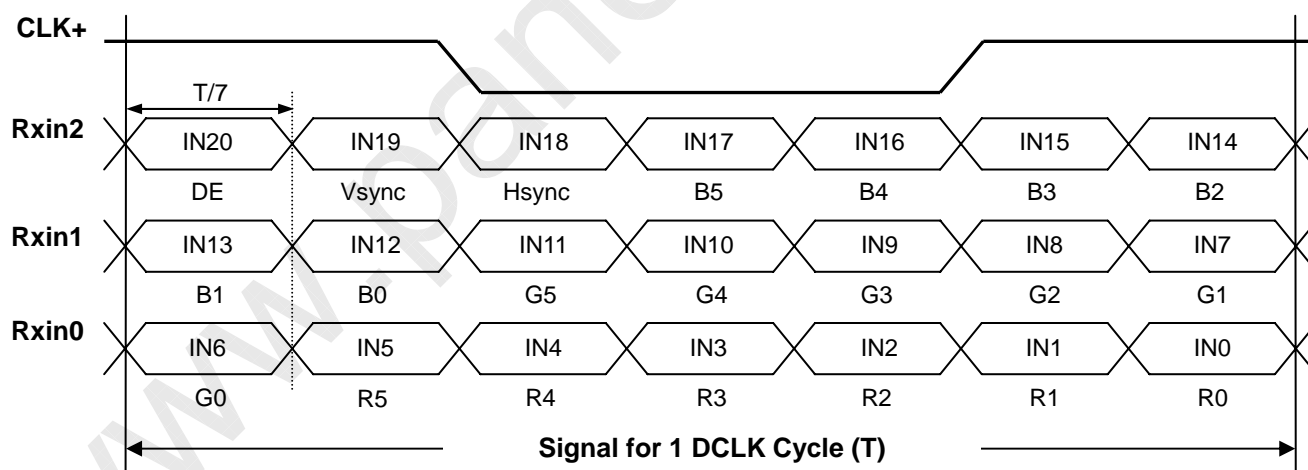 CLK+
T/7
Rxin2
IN20 IN19 IN18 IN17 IN16 IN15 IN14
DE Vsync Hsync B5 B4 B3 B2
Rxin1
IN13 IN12 IN11 IN10 IN9 IN8 IN7
B1 B0 G5 G4 G3 G2 G1
Rxin0
IN6 IN5 IN4 IN3 IN2 IN1 IN0
G0 R5 R4 R3 R2 R1 R0
Signal for 1 DCLK Cycle (T)